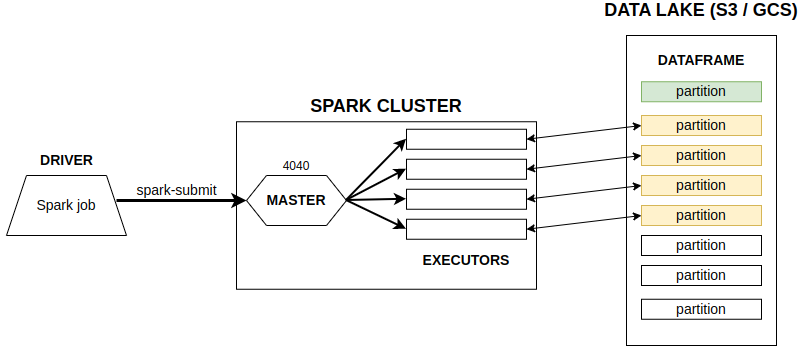 DATA LAKE (S3 / GCS)
DATAFRAME
partition
SPARK CLUSTER
partition
DRIVER
4040
partition
spark-submit
partition
Spark job
MASTER
partition
partition
EXECUTORS
partition
partition